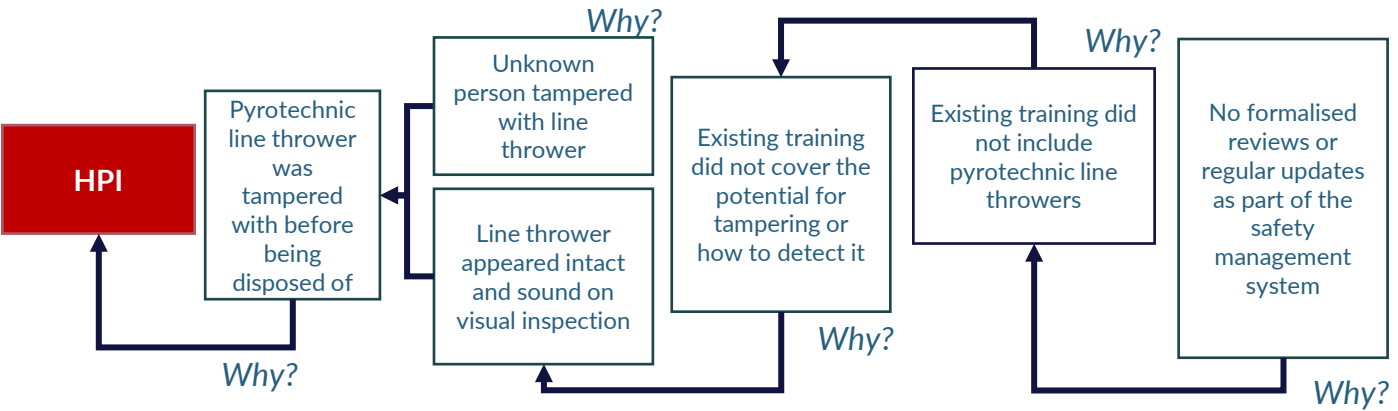 HPI
Pyrotechnic
line thrower
was
tampered
with before
being
disposed of
Why?
Why?
Unknown
person tampered
with line
thrower
Line thrower
appeared intact
and sound on
visual inspection
Existing training
did not cover the
potential for
tampering or
how to detect it
Why?
Why?
Existing training did
not include
pyrotechnic line
throwers
No formalised
reviews or
regular updates
as part of the
safety
management
system
Why?